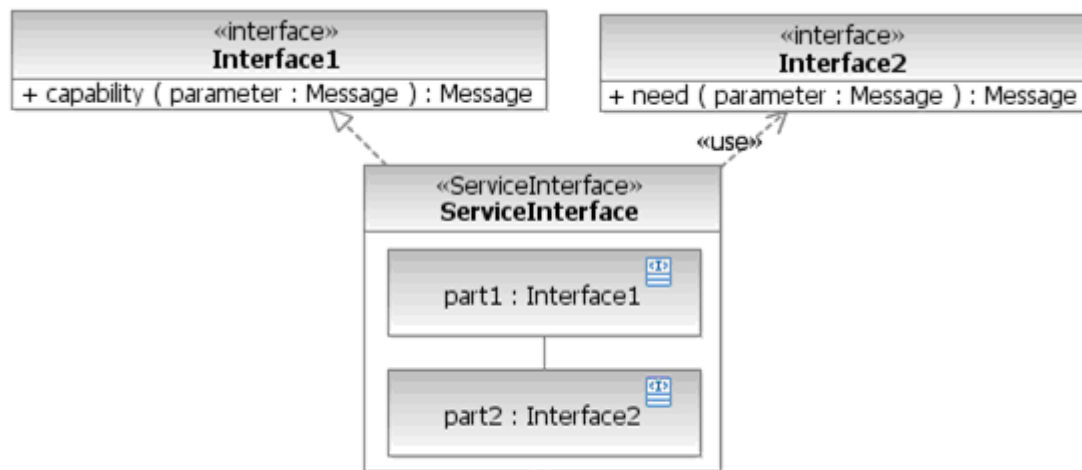 «interface»
Interface1
+ capability ( parameter : Message ) : Message
«interface»
Interface2
+ need ( parameter : Message ) : Message
«use»
«ServiceInterface»
ServiceInterface
<I>
part1 : Interface1
<I>
part2 : Interface2